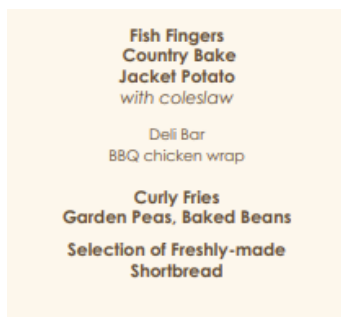 Fish Fingers
Country Bake
Jacket Potato
with coleslaw
Deli Bar
BBQ chicken wrap
Curly Fries
Garden Peas, Baked Beans
Selection of Freshly-made
Shortbread